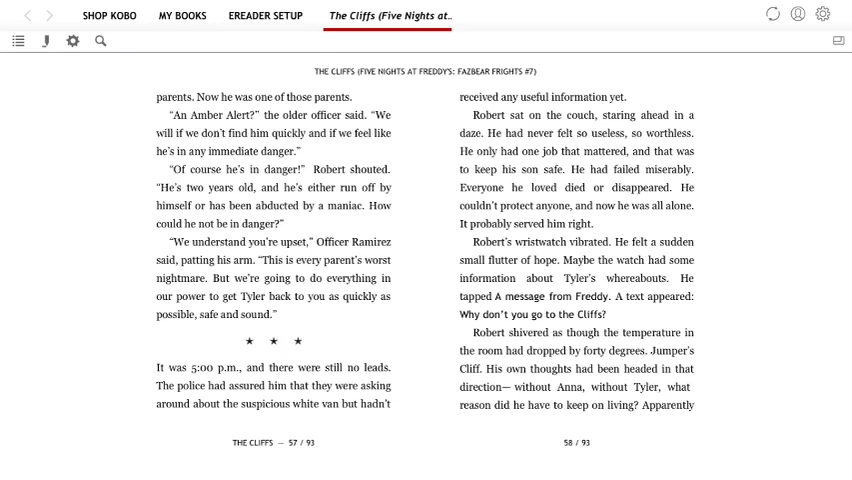 SHOP KOBO MY BOOKS EREADER SETUP The Cliffs (Five Nights at..
THE CLIFFS (FIVE NIGHTS AT FREDDY'S: FAZBEAR FRIGHTS #7)
parents. Now he was one of those parents.
“An Amber Alert?” the older officer said. “We
will if we don’t find him quickly and if we feel like
he’s in any immediate danger.”
“Of course he’s in danger!” Robert shouted.
“He’s two years old, and he’s either run off by
himself or has been abducted by a maniac. How
could he not be in danger?”
“We understand you’re upset,” Officer Ramirez
said, patting his arm. “This is every parent’s worst
nightmare. But we’re going to do everything in
our power to get Tyler back to you as quickly as
possible, safe and sound.”
★ ★ ★
It was 5:00 p.m., and there were still no leads.
The police had assured him that they were asking
around about the suspicious white van but hadn’t
THE CLIFFS — 57 / 93
received any useful information yet.
Robert sat on the couch, staring ahead in a
daze. He had never felt so useless, so worthless.
He only had one job that mattered, and that was
to keep his son safe. He had failed miserably.
Everyone he loved died or disappeared. He
couldn’t protect anyone, and now he was all alone.
It probably served him right.
Robert’s wristwatch vibrated. He felt a sudden
small flutter of hope. Maybe the watch had some
information about Tyler’s whereabouts. He
tapped A message from Freddy. A text appeared:
Why don’t you go to the Cliffs?
Robert shivered as though the temperature in
the room had dropped by forty degrees. Jumper’s
Cliff. His own thoughts had been headed in that
direction— without Anna, without Tyler, what
reason did he have to keep on living? Apparently
58 / 93